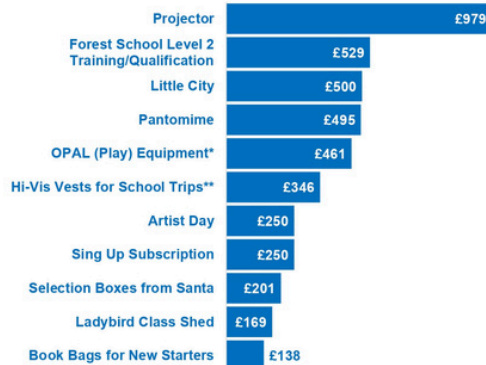 Projector £979
Forest School Level 2
Training/Qualification £529
Little City £500
Pantomime £495
OPAL (Play) Equipment* £461
Hi-Vis Vests for School Trips** £346
Artist Day £250
Sing Up Subscription £250
Selection Boxes from Santa £201
Ladybird Class Shed £169
Book Bags for New Starters £138